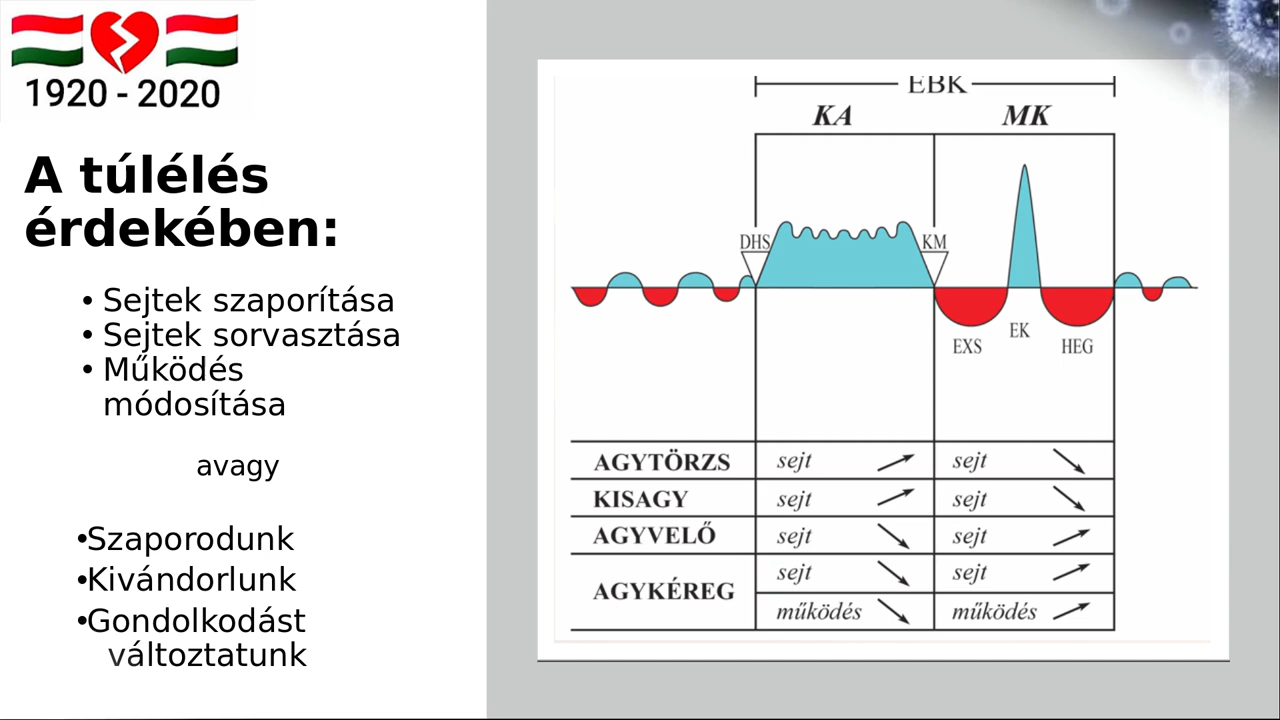 1920 - 2020
A túlélés
érdekében:
• Sejtek szaporítása
• Sejtek sorvasztása
• Működés
módosítása
avagy
•Szaporodunk
•Kivándorlunk
•Gondolkodást
változtatunk
EBK
KA MK
DHS KM
EXS EK HEG
AGYTÖRZS sejt sejt
KISAGY sejt sejt
AGYVELŐ sejt sejt
AGYKÉREG sejt sejt
működés működés